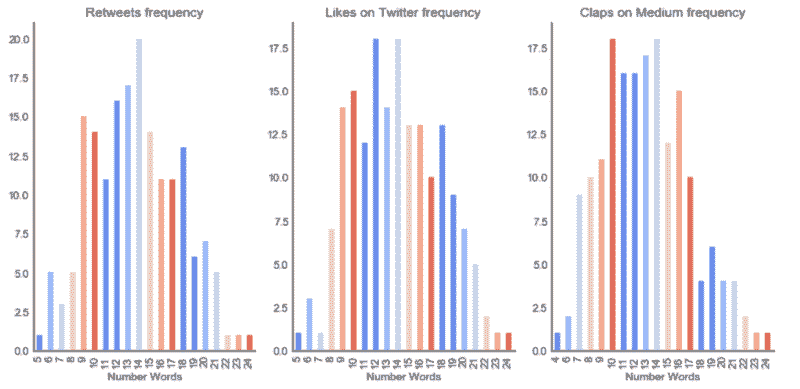 Retweets frequency
20.0
17.5
15.0
12.5
10.0
7.5
5.0
2.5
0.0
5 6 7 8 9 10 11 12 13 14 15 16 17 18 19 20 21 22 23 24
Number Words
Likes on Twitter frequency
17.5
15.0
12.5
10.0
7.5
5.0
2.5
0.0
5 6 7 8 9 10 11 12 13 14 15 16 17 18 19 20 21 22 23 24
Number Words
Claps on Medium frequency
17.5
15.0
12.5
10.0
7.5
5.0
2.5
0.0
4 6 7 8 9 10 11 12 13 14 15 16 17 18 19 20 21 22 23 24
Number Words